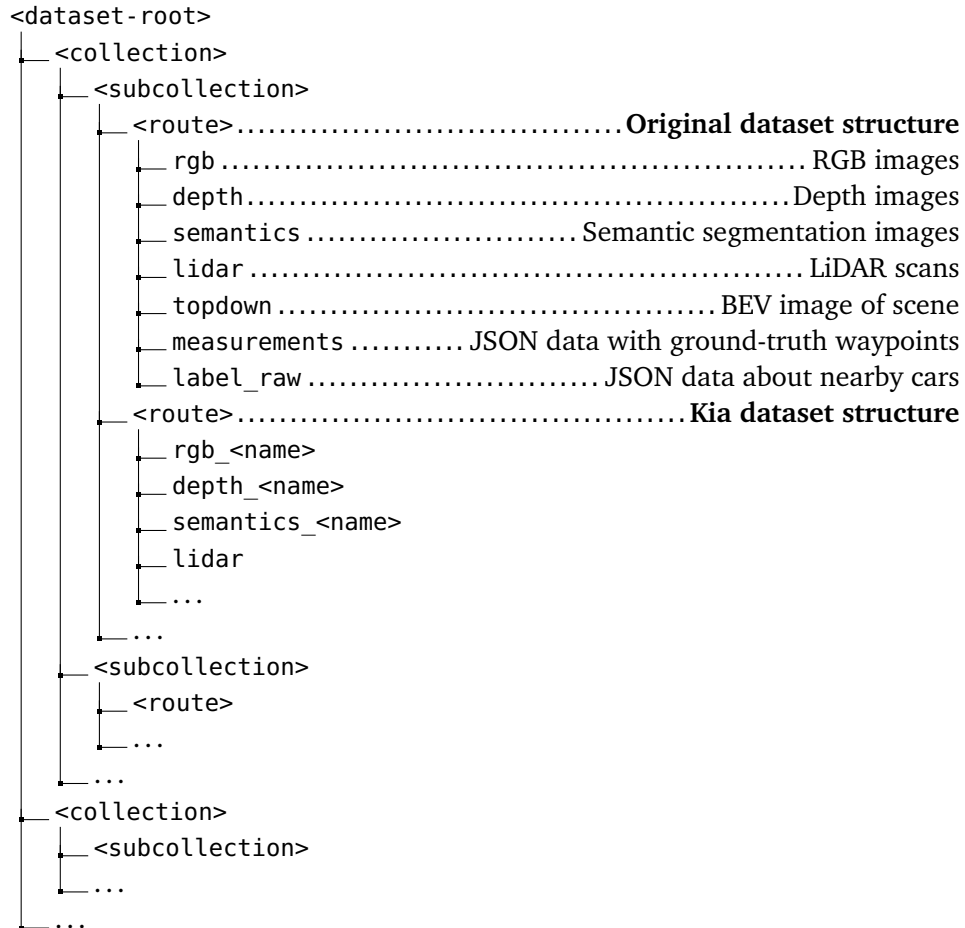 <dataset-root>
<collection>
<subcollection>
<route>......................................Original dataset structure
rgb..........................................................RGB images
depth......................................................Depth images
semantics...........................Semantic segmentation images
lidar.......................................................LiDAR scans
topdown...........................................BEV image of scene
measurements...........JSON data with ground-truth waypoints
label_raw.............................JSON data about nearby cars
<route>............................................Kia dataset structure
rgb_<name>
depth_<name>
semantics_<name>
lidar
...
...
<subcollection>
<route>
...
...
<collection>
<subcollection>
...
...